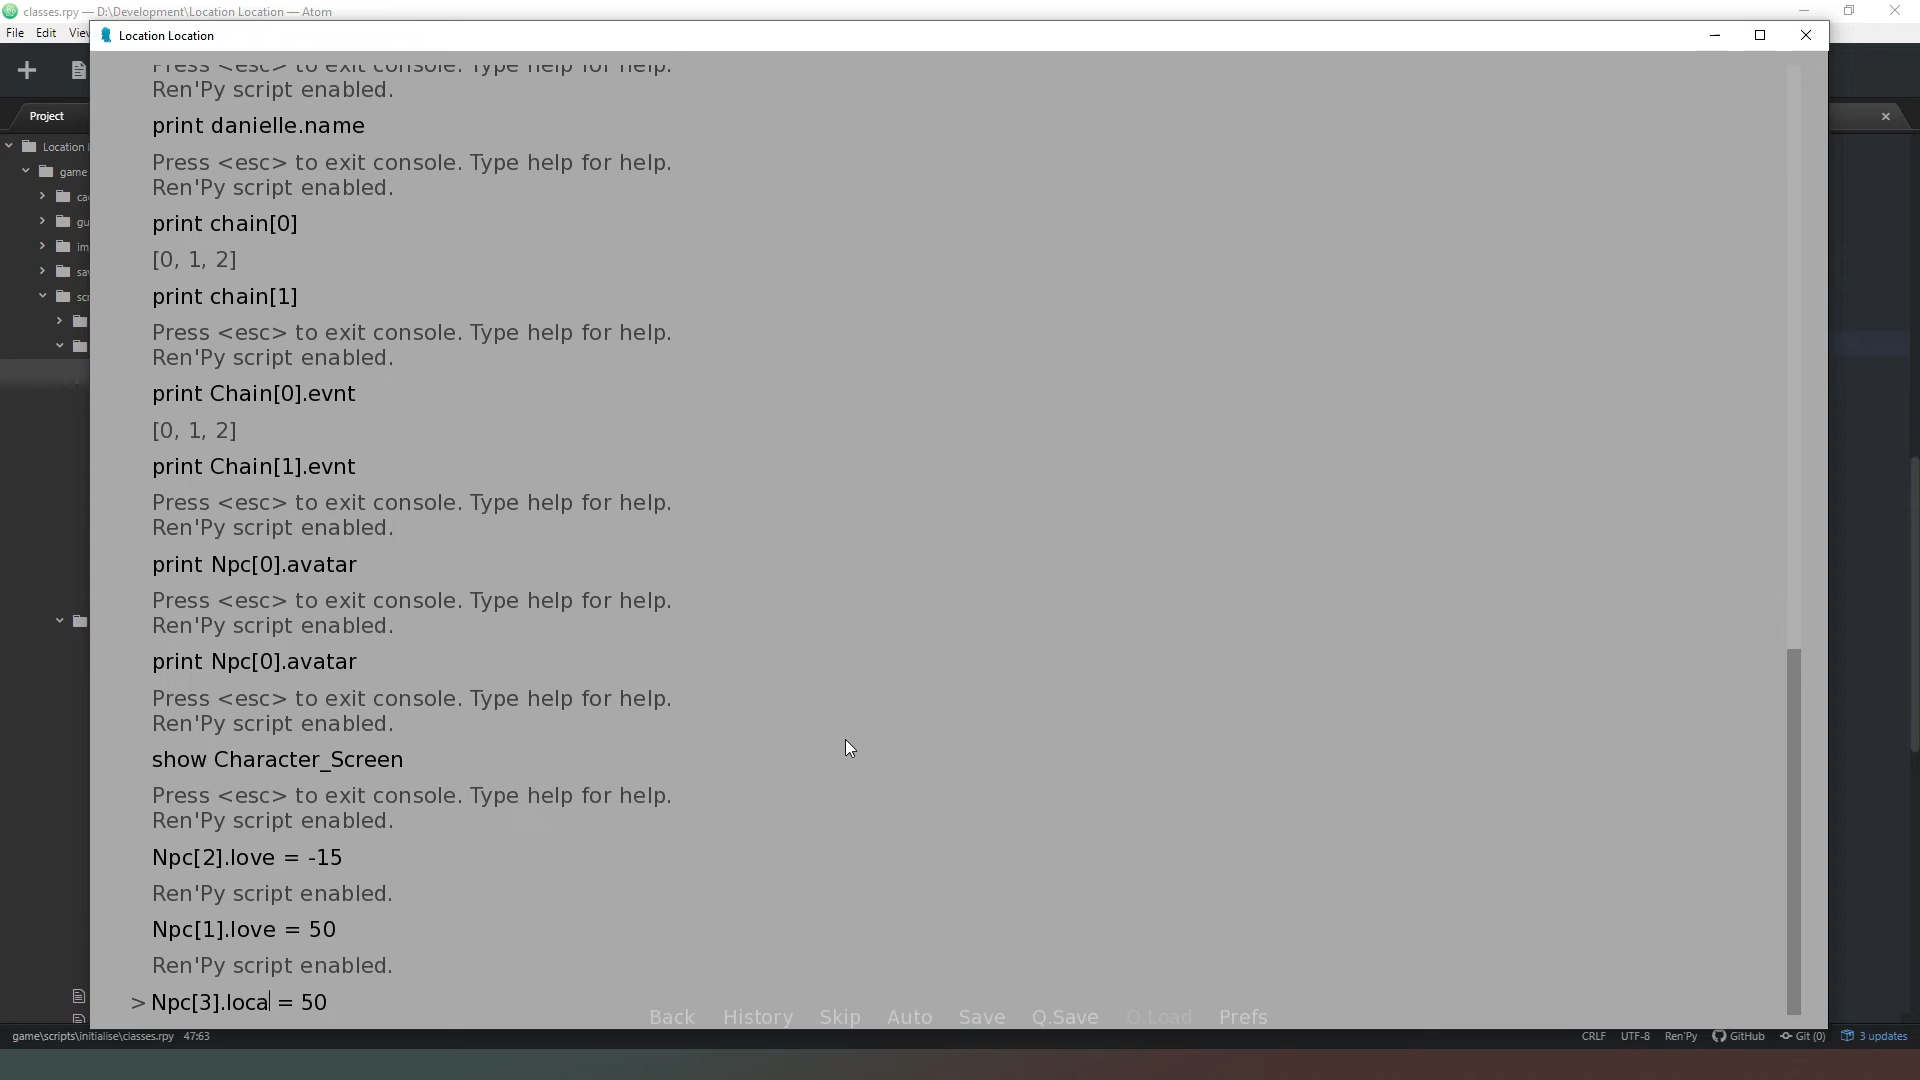 classes.rpy — D:\Development\Location Location — Atom
File Edit View
Location Location
Project
Location
game
scr
Press <esc> to exit console. Type help for help.
Ren'Py script enabled.
print danielle.name
Press <esc> to exit console. Type help for help.
Ren'Py script enabled.
print chain[0]
[0, 1, 2]
print chain[1]
Press <esc> to exit console. Type help for help.
Ren'Py script enabled.
print Chain[0].evnt
[0, 1, 2]
print Chain[1].evnt
Press <esc> to exit console. Type help for help.
Ren'Py script enabled.
print Npc[0].avatar
Press <esc> to exit console. Type help for help.
Ren'Py script enabled.
print Npc[0].avatar
Press <esc> to exit console. Type help for help.
Ren'Py script enabled.
show Character_Screen
Press <esc> to exit console. Type help for help.
Ren'Py script enabled.
Npc[2].love = -15
Ren'Py script enabled.
Npc[1].love = 50
Ren'Py script enabled.
> Npc[3].loca = 50
Back History Skip Auto Save Q.Save Q.Load Prefs
game\scripts\initialise\classes.rpy 47:63 CRLF UTF-8 Ren'Py GitHub Git (0) 3 updates